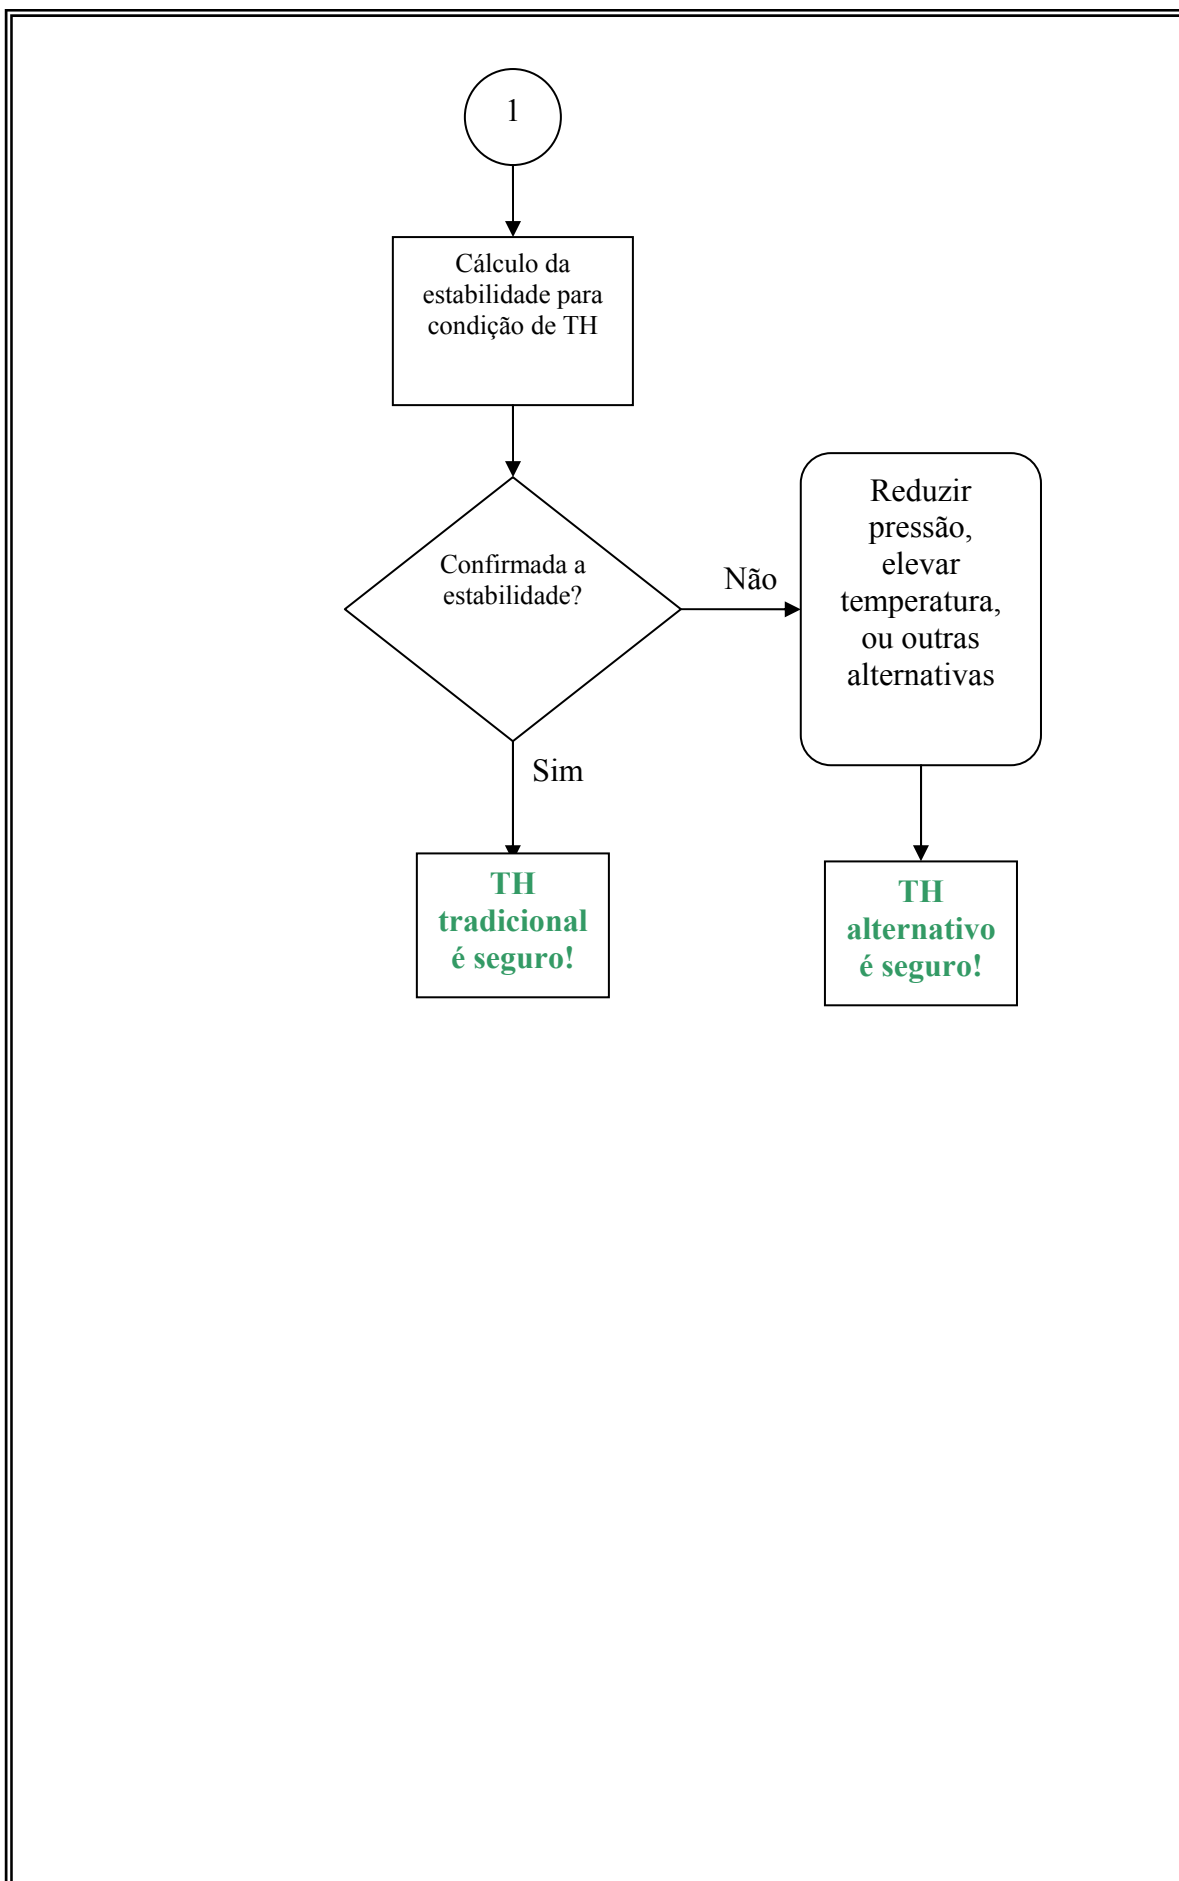 1
Cálculo da
estabilidade para
condição de TH
Confirmada a
estabilidade?
Não
Reduzir
pressão,
elevar
temperatura,
ou outras
alternativas
Sim
TH
tradicional
é seguro!
TH
alternativo
é seguro!